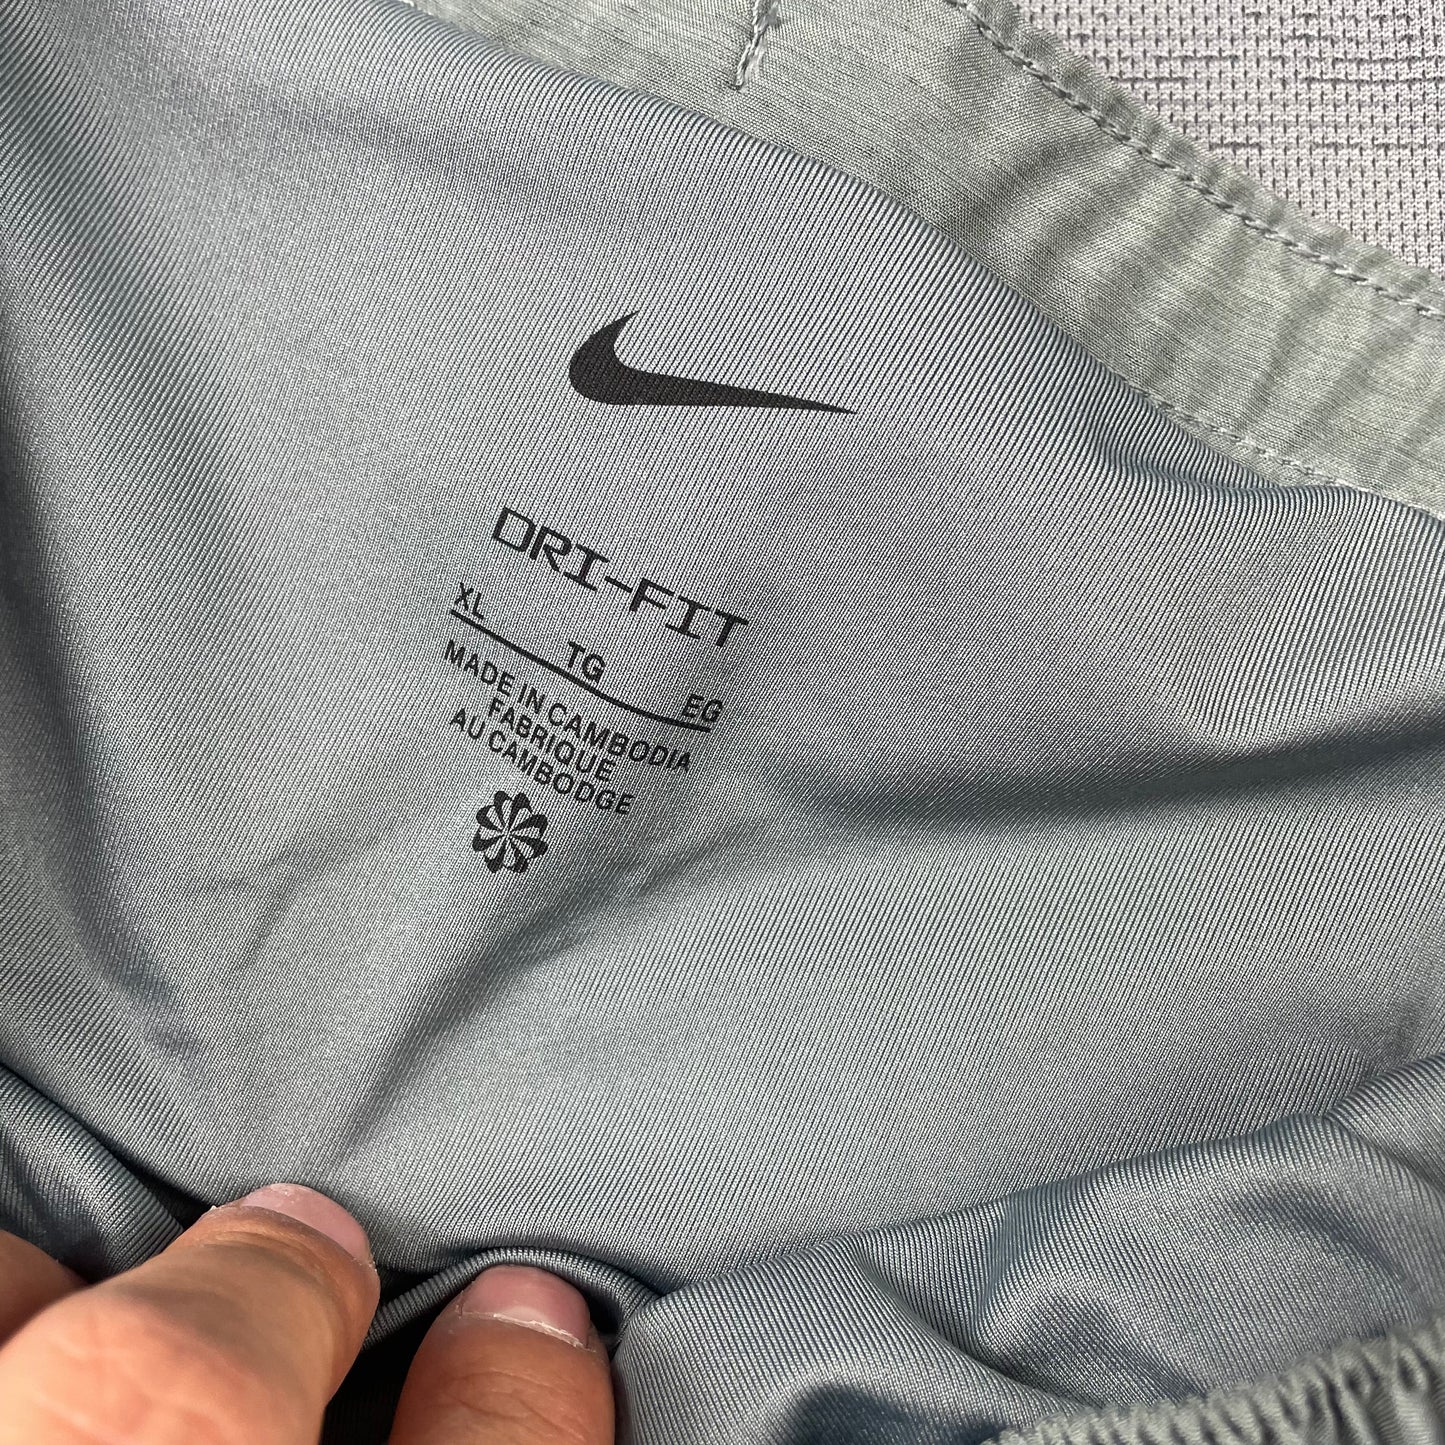 DRI-FIT
XL TG EG
MADE IN CAMBODIA
FABRIQUE
AU CAMBODGE